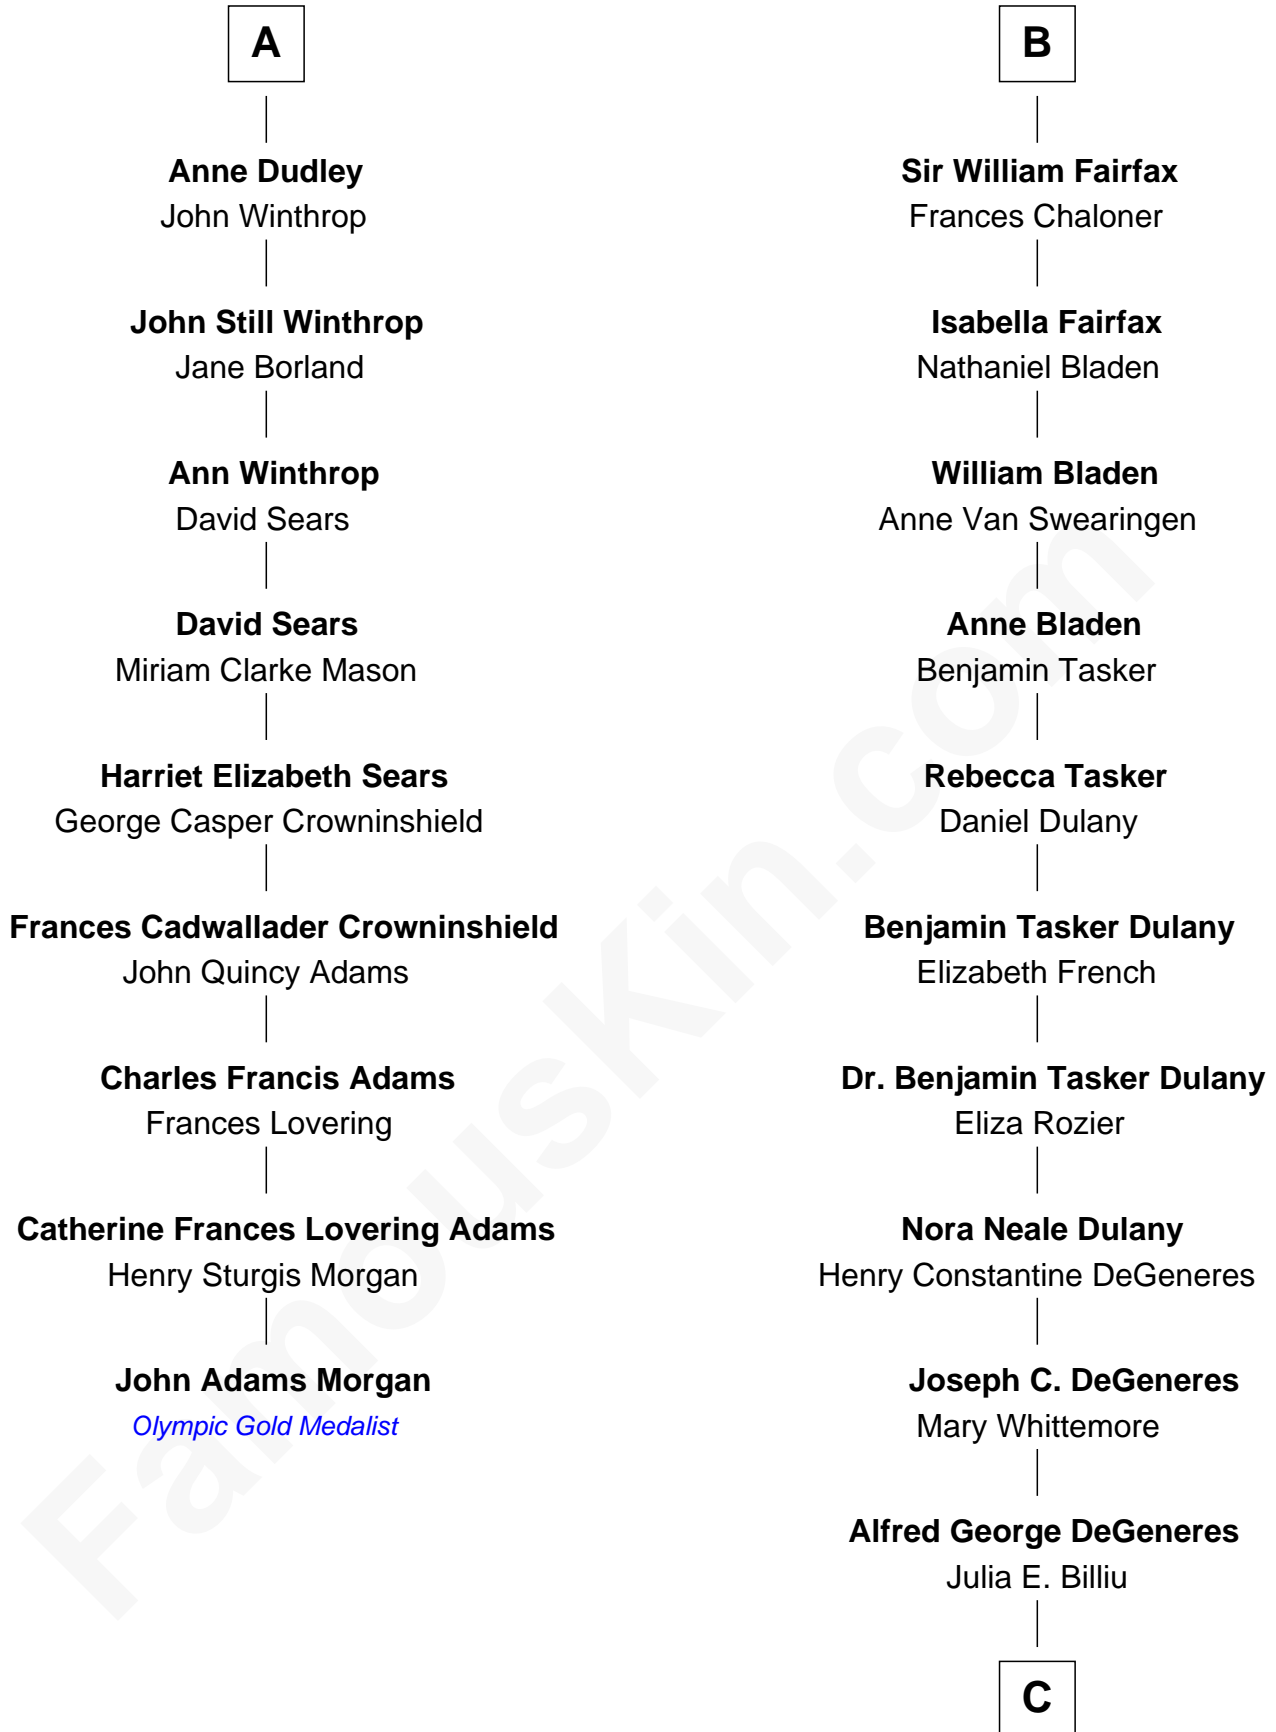 A
Anne Dudley
John Winthrop
John Still Winthrop
Jane Borland
Ann Winthrop
David Sears
David Sears
Miriam Clarke Mason
Harriet Elizabeth Sears
George Casper Crowninshield
Frances Cadwallader Crowninshield
John Quincy Adams
Charles Francis Adams
Frances Lovering
Catherine Frances Lovering Adams
Henry Sturgis Morgan
John Adams Morgan
Olympic Gold Medalist
B
Sir William Fairfax
Frances Chaloner
Isabella Fairfax
Nathaniel Bladen
William Bladen
Anne Van Swearingen
Anne Bladen
Benjamin Tasker
Rebecca Tasker
Daniel Dulany
Benjamin Tasker Dulany
Elizabeth French
Dr. Benjamin Tasker Dulany
Eliza Rozier
Nora Neale Dulany
Henry Constantine DeGeneres
Joseph C. DeGeneres
Mary Whittemore
Alfred George DeGeneres
Julia E. Billiu
C
FamousKin.com